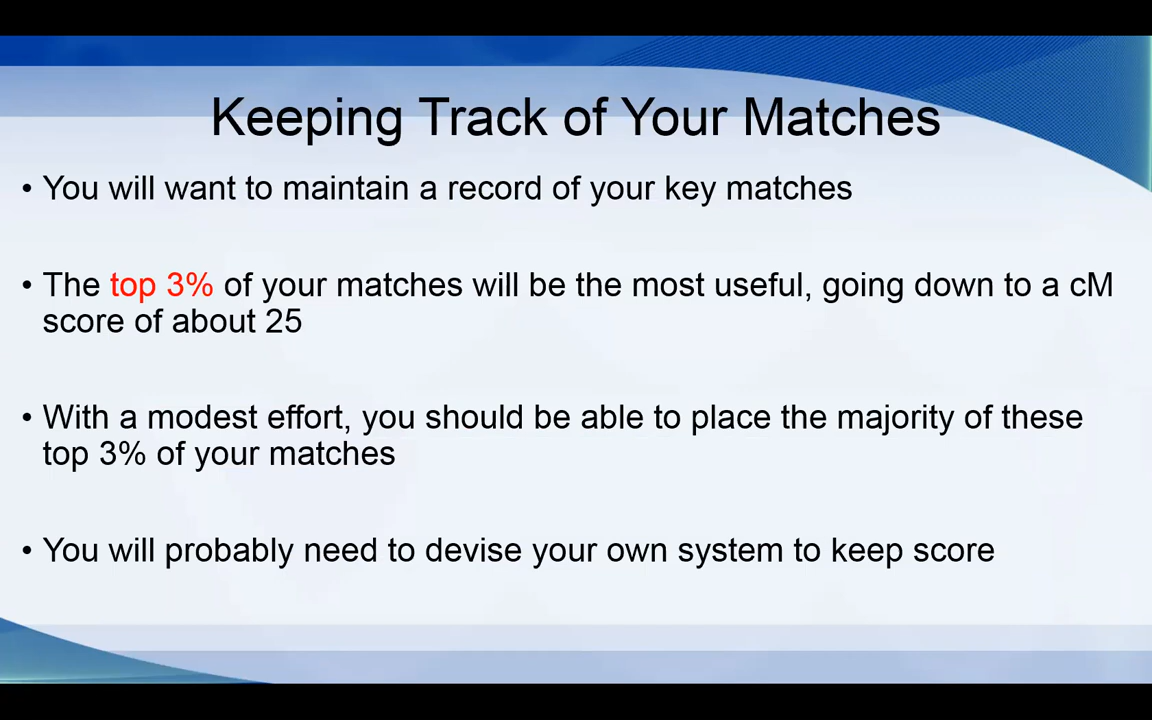 Keeping Track of Your Matches
• You will want to maintain a record of your key matches
• The top 3% of your matches will be the most useful, going down to a cM
score of about 25
• With a modest effort, you should be able to place the majority of these
top 3% of your matches
• You will probably need to devise your own system to keep score